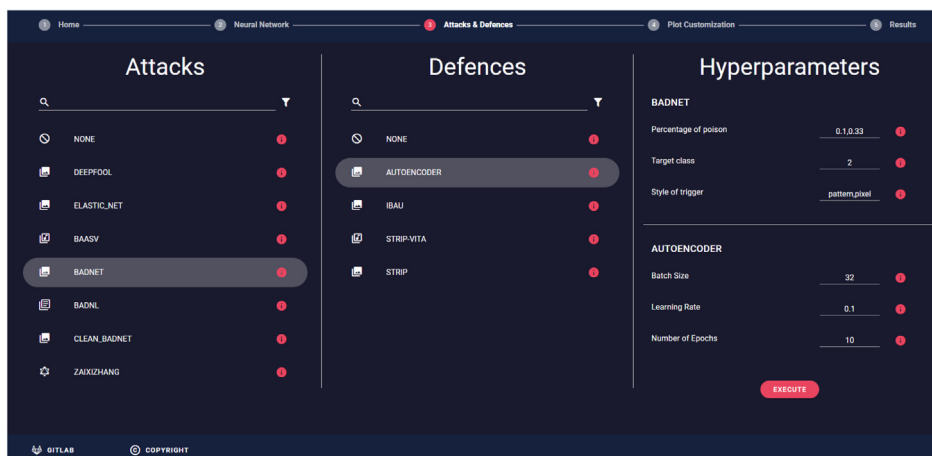 1 Home 2 Neural Network 3 Attacks & Defences 4 Plot Customization 5 Results
Attacks
NONE
DEEPFOOL
ELASTIC_NET
BAASV
BADNET
BADNL
CLEAN_BADNET
ZAIXIZHANG
Defences
NONE
AUTOENCODER
IBAU
STRIP-VITA
STRIP
Hyperparameters
BADNET
Percentage of poison 0.1,0.33
Target class 2
Style of trigger pattern,pixel
AUTOENCODER
Batch Size 32
Learning Rate 0.1
Number of Epochs 10
EXECUTE
GITLAB © COPYRIGHT